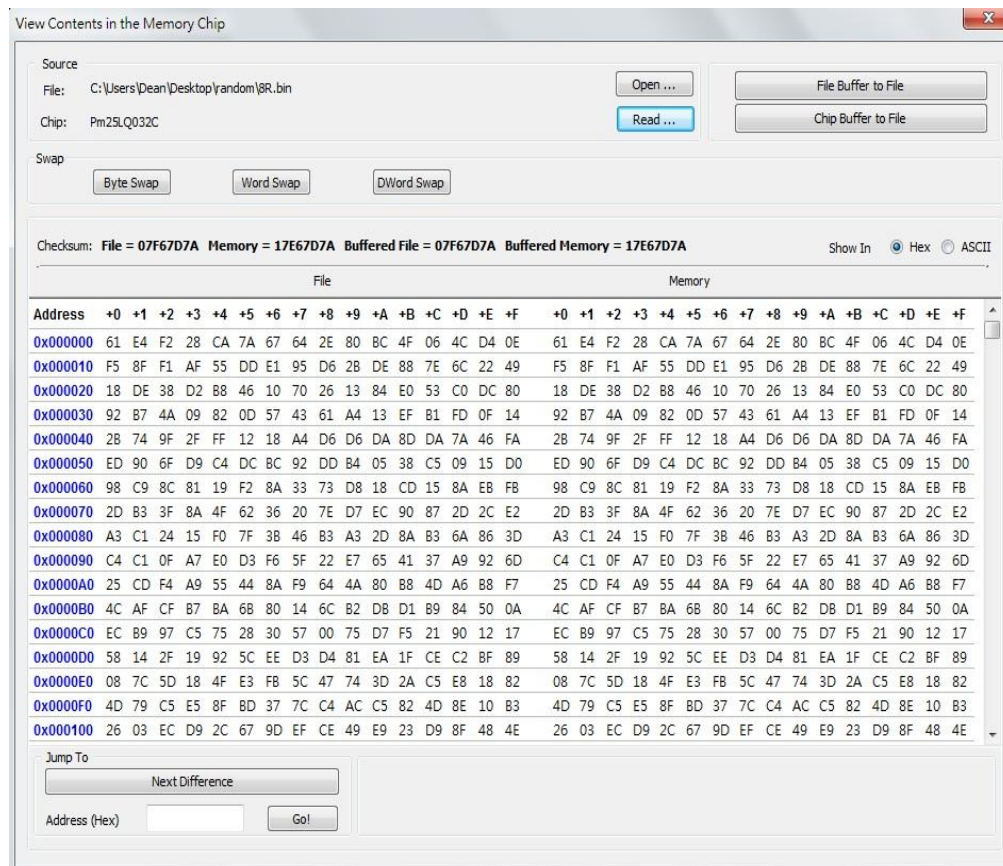 View Contents in the Memory Chip
Source
File: C:\Users\Dean\Desktop\random\8R.bin
Open ...
File Buffer to File
Chip: Pm25LQ032C
Read ...
Chip Buffer to File
Swap
Byte Swap Word Swap DWord Swap
Checksum: File = 07F67D7A Memory = 17E67D7A Buffered File = 07F67D7A Buffered Memory = 17E67D7A
Show In Hex ASCII
File Memory
Address +0 +1 +2 +3 +4 +5 +6 +7 +8 +9 +A +B +C +D +E +F +0 +1 +2 +3 +4 +5 +6 +7 +8 +9 +A +B +C +D +E +F
0x000000 61 E4 F2 28 CA 7A 67 64 2E 80 BC 4F 06 4C D4 0E 61 E4 F2 28 CA 7A 67 64 2E 80 BC 4F 06 4C D4 0E
0x000010 F5 8F F1 AF 55 DD E1 95 D6 2B DE 88 7E 6C 22 49 F5 8F F1 AF 55 DD E1 95 D6 2B DE 88 7E 6C 22 49
0x000020 18 DE 38 D2 B8 46 10 70 26 13 84 E0 53 C0 DC 80 18 DE 38 D2 B8 46 10 70 26 13 84 E0 53 C0 DC 80
0x000030 92 B7 4A 09 82 0D 57 43 61 A4 13 EF B1 FD 0F 14 92 B7 4A 09 82 0D 57 43 61 A4 13 EF B1 FD 0F 14
0x000040 2B 74 9F 2F FF 12 18 A4 D6 D6 DA 8D DA 7A 46 FA 2B 74 9F 2F FF 12 18 A4 D6 D6 DA 8D DA 7A 46 FA
0x000050 ED 90 6F D9 C4 DC BC 92 DD B4 05 38 C5 09 15 D0 ED 90 6F D9 C4 DC BC 92 DD B4 05 38 C5 09 15 D0
0x000060 98 C9 8C 81 19 F2 8A 33 73 D8 18 CD 15 8A EB FB 98 C9 8C 81 19 F2 8A 33 73 D8 18 CD 15 8A EB FB
0x000070 2D B3 3F 8A 4F 62 36 20 7E D7 EC 90 87 2D 2C E2 2D B3 3F 8A 4F 62 36 20 7E D7 EC 90 87 2D 2C E2
0x000080 A3 C1 24 15 F0 7F 3B 46 B3 A3 2D 8A B3 6A 86 3D A3 C1 24 15 F0 7F 3B 46 B3 A3 2D 8A B3 6A 86 3D
0x000090 C4 C1 0F A7 E0 D3 F6 5F 22 E7 65 41 37 A9 92 6D C4 C1 0F A7 E0 D3 F6 5F 22 E7 65 41 37 A9 92 6D
0x0000A0 25 CD F4 A9 55 44 8A F9 64 4A 80 B8 4D A6 B8 F7 25 CD F4 A9 55 44 8A F9 64 4A 80 B8 4D A6 B8 F7
0x0000B0 4C AF CF B7 BA 6B 80 14 6C B2 DB D1 B9 84 50 0A 4C AF CF B7 BA 6B 80 14 6C B2 DB D1 B9 84 50 0A
0x0000C0 EC B9 97 C5 75 28 30 57 00 75 D7 F5 21 90 12 17 EC B9 97 C5 75 28 30 57 00 75 D7 F5 21 90 12 17
0x0000D0 58 14 2F 19 92 5C EE D3 D4 81 EA 1F CE C2 BF 89 58 14 2F 19 92 5C EE D3 D4 81 EA 1F CE C2 BF 89
0x0000E0 08 7C 5D 18 4F E3 FB 5C 47 74 3D 2A C5 E8 18 82 08 7C 5D 18 4F E3 FB 5C 47 74 3D 2A C5 E8 18 82
0x0000F0 4D 79 C5 E5 8F BD 37 7C C4 AC C5 82 4D 8E 10 B3 4D 79 C5 E5 8F BD 37 7C C4 AC C5 82 4D 8E 10 B3
0x000100 26 03 EC D9 2C 67 9D EF CE 49 E9 23 D9 8F 48 4E 26 03 EC D9 2C 67 9D EF CE 49 E9 23 D9 8F 48 4E
Jump To
Next Difference
Address (Hex) Go!